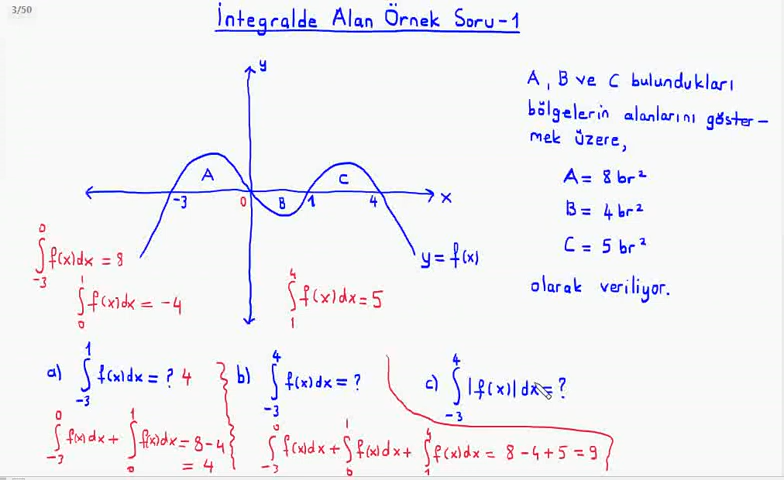 3/50
İntegralde Alan Örnek Soru-1
y
A, B ve C bulundukları
bölgelerin alanlarını göster-
mek üzere,
A = 8 br²
B = 4 br²
C = 5 br²
olarak veriliyor.
A
B
C
-3
0
1
4
x
y = f(x)
∫₋₃⁰ f(x)dx = 8
∫₀¹ f(x)dx = -4
∫₁⁴ f(x)dx = 5
a) ∫₋₃¹ f(x)dx = ? 4
∫₋₃⁰ f(x)dx + ∫₀¹ f(x)dx = 8-4
= 4
b) ∫₋₃⁴ f(x)dx = ?
∫₋₃⁰ f(x)dx + ∫₀¹ f(x)dx + ∫₁⁴ f(x)dx = 8-4+5 = 9
c) ∫₋₃⁴ |f(x)| dx = ?